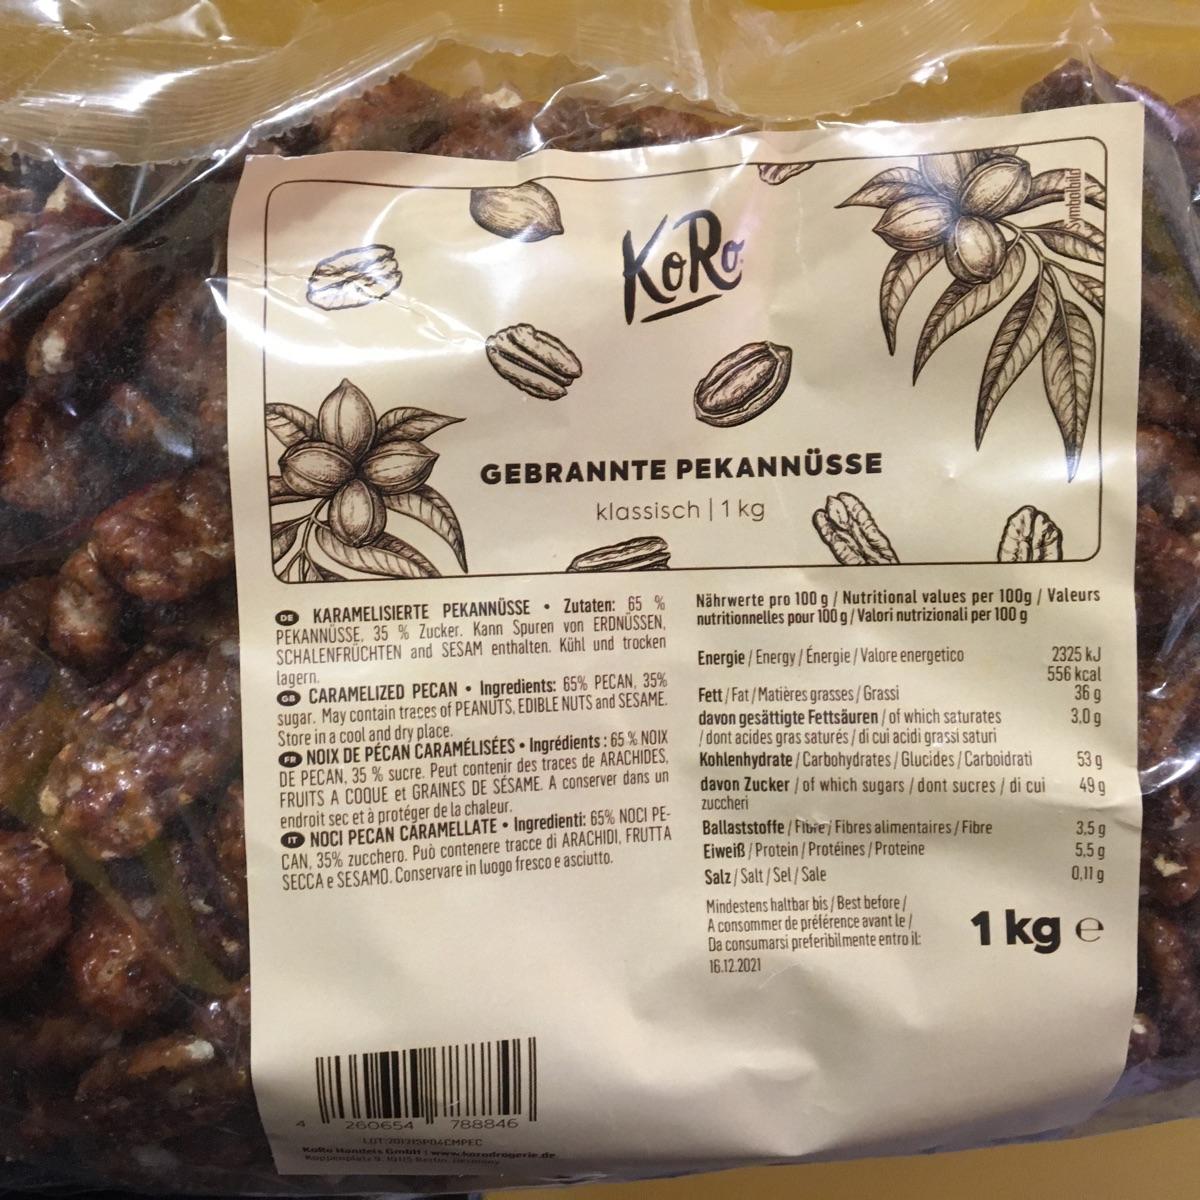 KoRo
Symbolbild
GEBRANNTE PEKANNÜSSE
klassisch | 1 kg
DE KARAMELISIERTE PEKANNÜSSE • Zutaten: 65 %
PEKANNÜSSE, 35 % Zucker. Kann Spuren von ERDNÜSSEN,
SCHALENFRÜCHTEN and SESAM enthalten. Kühl und trocken
lagern.
GB CARAMELIZED PECAN • Ingredients: 65% PECAN, 35%
sugar. May contain traces of PEANUTS, EDIBLE NUTS and SESAME.
Store in a cool and dry place.
FR NOIX DE PÉCAN CARAMÉLISÉES • Ingrédients : 65 % NOIX
DE PECAN, 35 % sucre. Peut contenir des traces de ARACHIDES,
FRUITS A COQUE et GRAINES DE SÉSAME. A conserver dans un
endroit sec et à protéger de la chaleur.
IT NOCI PECAN CARAMELLATE • Ingredienti: 65% NOCI PE-
CAN, 35% zucchero. Può contenere tracce di ARACHIDI, FRUTTA
SECCA e SESAMO. Conservare in luogo fresco e asciutto.
Nährwerte pro 100 g / Nutritional values per 100g / Valeurs
nutritionnelles pour 100 g / Valori nutrizionali per 100 g
Energie / Energy / Énergie / Valore energetico 2325 kJ
556 kcal
Fett / Fat / Matières grasses / Grassi 36 g
davon gesättigte Fettsäuren / of which saturates 3,0 g
/ dont acides gras saturés / di cui acidi grassi saturi
Kohlenhydrate / Carbohydrates / Glucides / Carboidrati 53 g
davon Zucker / of which sugars / dont sucres / di cui 49 g
zuccheri
Ballaststoffe / Fibre / Fibres alimentaires / Fibre 3,5 g
Eiweiß / Protein / Protéines / Proteine 5,5 g
Salz / Salt / Sel / Sale 0,11 g
Mindestens haltbar bis / Best before /
A consommer de préférence avant le /
Da consumarsi preferibilmente entro il:
16.12.2021
1 kg e
4 260654 788846
KoRo Handels GmbH | www.korodrogerie.de
Koppenplatz 9, 10115 Berlin, Germany